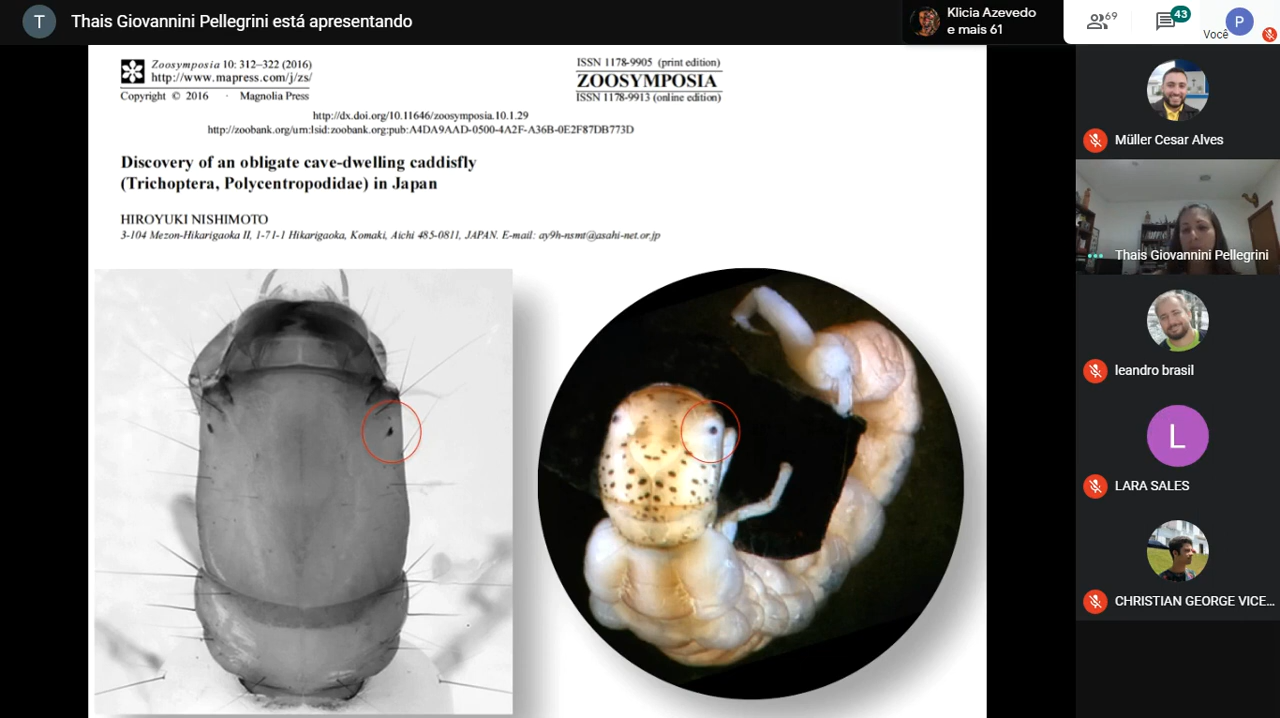 T
Thais Giovannini Pellegrini está apresentando
Klicia Azevedo
e mais 61
69
43
Você
P
Zoosymposia 10: 312–322 (2016)
http://www.mapress.com/j/zs/
Copyright © 2016 · Magnolia Press
ISSN 1178-9905 (print edition)
ZOOSYMPOSIA
ISSN 1178-9913 (online edition)
http://dx.doi.org/10.11646/zoosymposia.10.1.29
http://zoobank.org/urn:lsid:zoobank.org:pub:A4DA9AAD-0500-4A2F-A36B-0E2F87DB773D
Discovery of an obligate cave-dwelling caddisfly
(Trichoptera, Polycentropodidae) in Japan
HIROYUKI NISHIMOTO
3-104 Mezon-Hikarigaoka II, 1-71-1 Hikarigaoka, Komaki, Aichi 485-0811, JAPAN. E-mail: ay9h-nsmt@asahi-net.or.jp
Müller Cesar Alves
Thais Giovannini Pellegrini
leandro brasil
L
LARA SALES
CHRISTIAN GEORGE VICE...